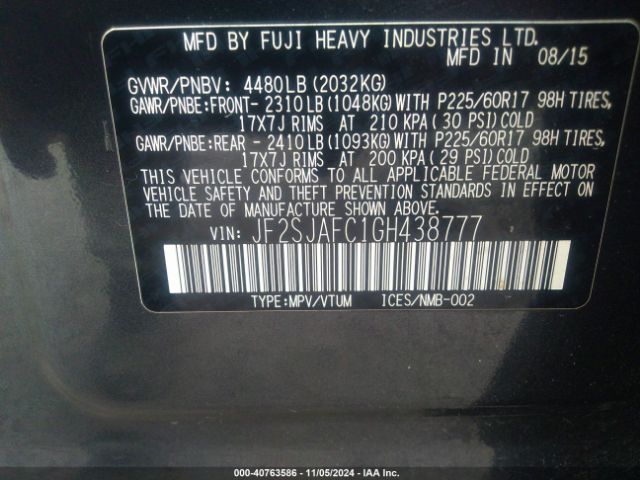 MFD BY FUJI HEAVY INDUSTRIES LTD.
MFD IN 08/15
GVWR/PNBV: 4480LB(2032KG)
GAWR/PNBE:FRONT- 2310LB(1048KG)WITH P225/60R17 98H TIRES,
17X7J RIMS AT 210 KPA(30 PSI)COLD
GAWR/PNBE:REAR - 2410LB(1093KG)WITH P225/60R17 98H TIRES,
17X7J RIMS AT 200 KPA(29 PSI)COLD
THIS VEHICLE CONFORMS TO ALL APPLICABLE FEDERAL MOTOR
VEHICLE SAFETY AND THEFT PREVENTION STANDARDS IN EFFECT ON
THE DATE OF MANUFACTURE SHOWN ABOVE.
VIN: JF2SJAFC1GH438777
TYPE:MPV/VTUM ICES/NMB-002
000-40763586 - 11/05/2024 - IAA Inc.